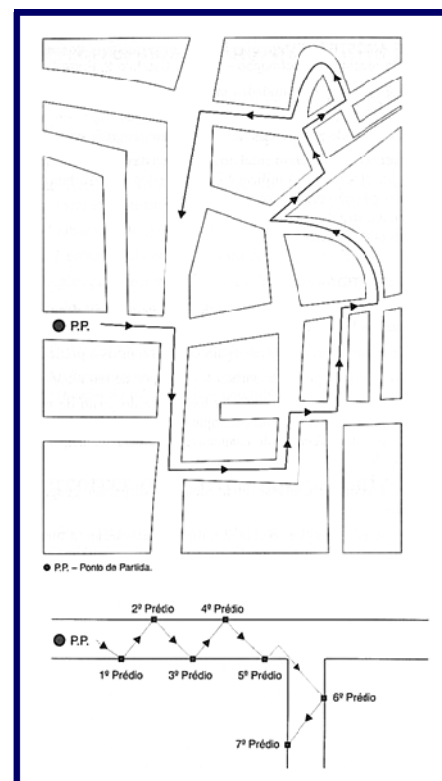 P.P.
P.P. – Ponto de Partida.
2º Prédio 4º Prédio
P.P.
1º Prédio 3º Prédio 5º Prédio
6º Prédio
7º Prédio